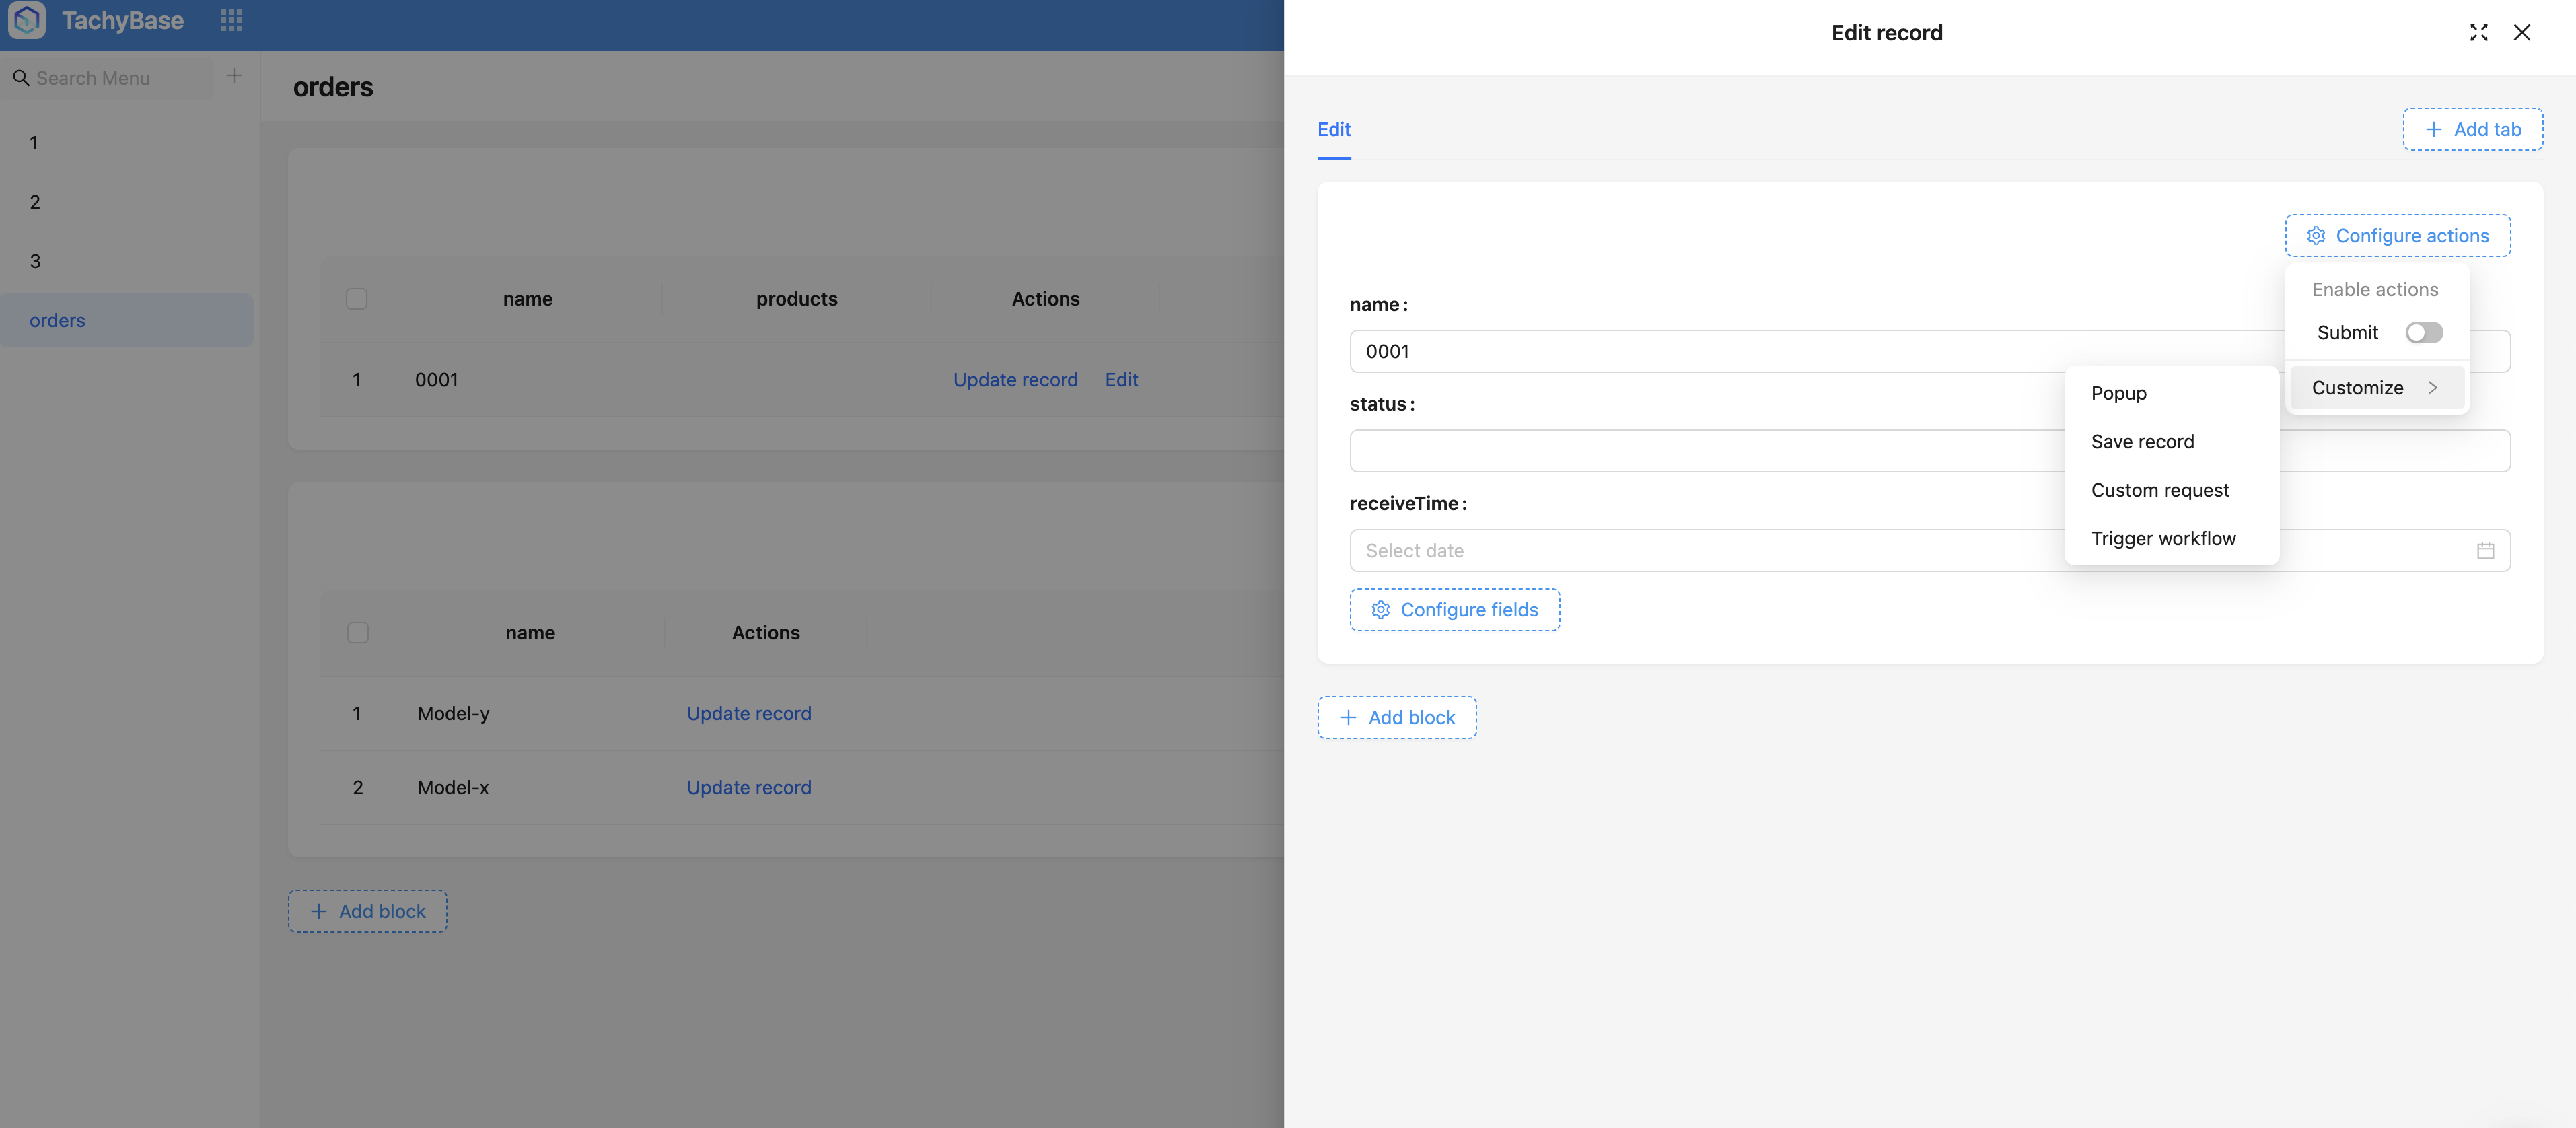 TachyBase
Search Menu
1
2
3
orders
orders
name products Actions
1 0001 Update record Edit
name Actions
1 Model-y Update record
2 Model-x Update record
Add block
Edit record
Edit
Add tab
Configure actions
Enable actions
Submit
Customize
Popup
Save record
Custom request
Trigger workflow
name:
0001
status:
receiveTime:
Select date
Configure fields
Add block